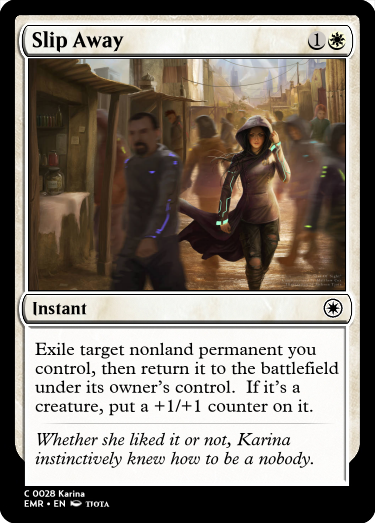 Slip Away
1
Instant
Exile target nonland permanent you
control, then return it to the battlefield
under its owner's control.  If it's a
creature, put a +1/+1 counter on it.
Whether she liked it or not, Karina
instinctively knew how to be a nobody.
C 0028 Karina
EMR • EN